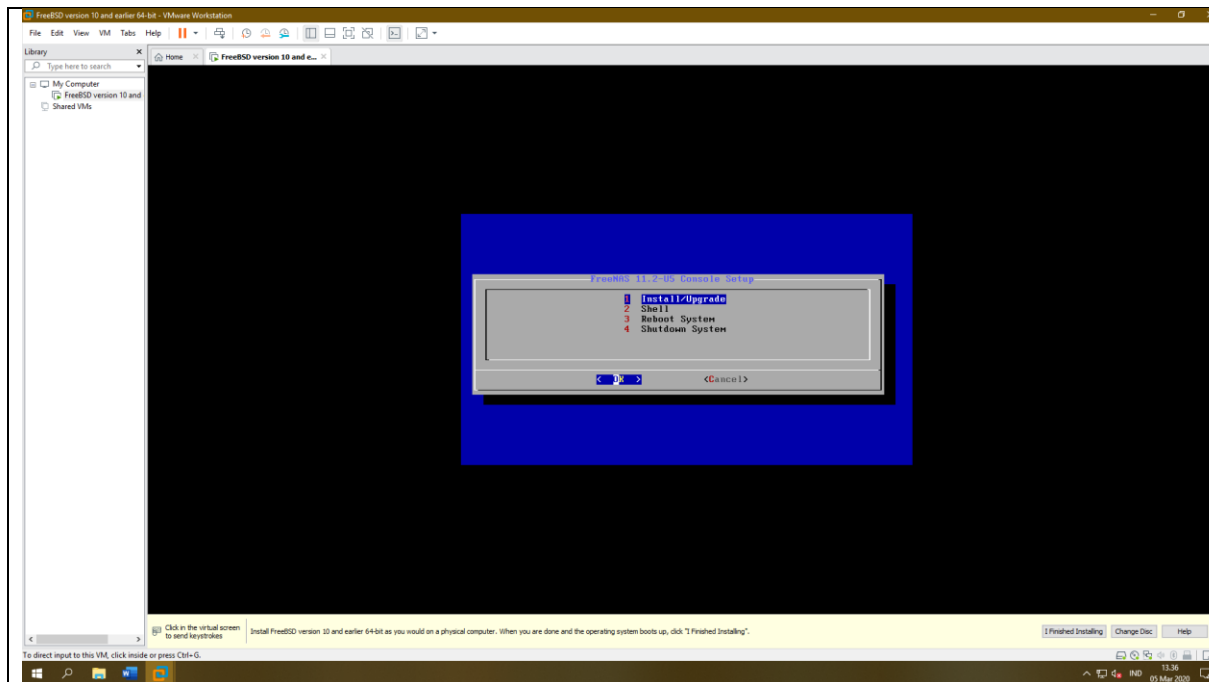 FreeBSD version 10 and earlier 64-bit - VMware Workstation
File Edit View VM Tabs Help
Library
Home
FreeBSD version 10 and e...
Type here to search
My Computer
FreeBSD version 10 and
Shared VMs
FreeNAS 11.2-U5 Console Setup
1 Install/Upgrade
2 Shell
3 Reboot System
4 Shutdown System
< OK > <Cancel>
Click in the virtual screen
to send keystrokes
Install FreeBSD version 10 and earlier 64-bit as you would on a physical computer. When you are done and the operating system boots up, click "I Finished Installing".
I Finished Installing Change Disc Help
To direct input to this VM, click inside or press Ctrl+G.
IND
13.36
05 Mar 2020